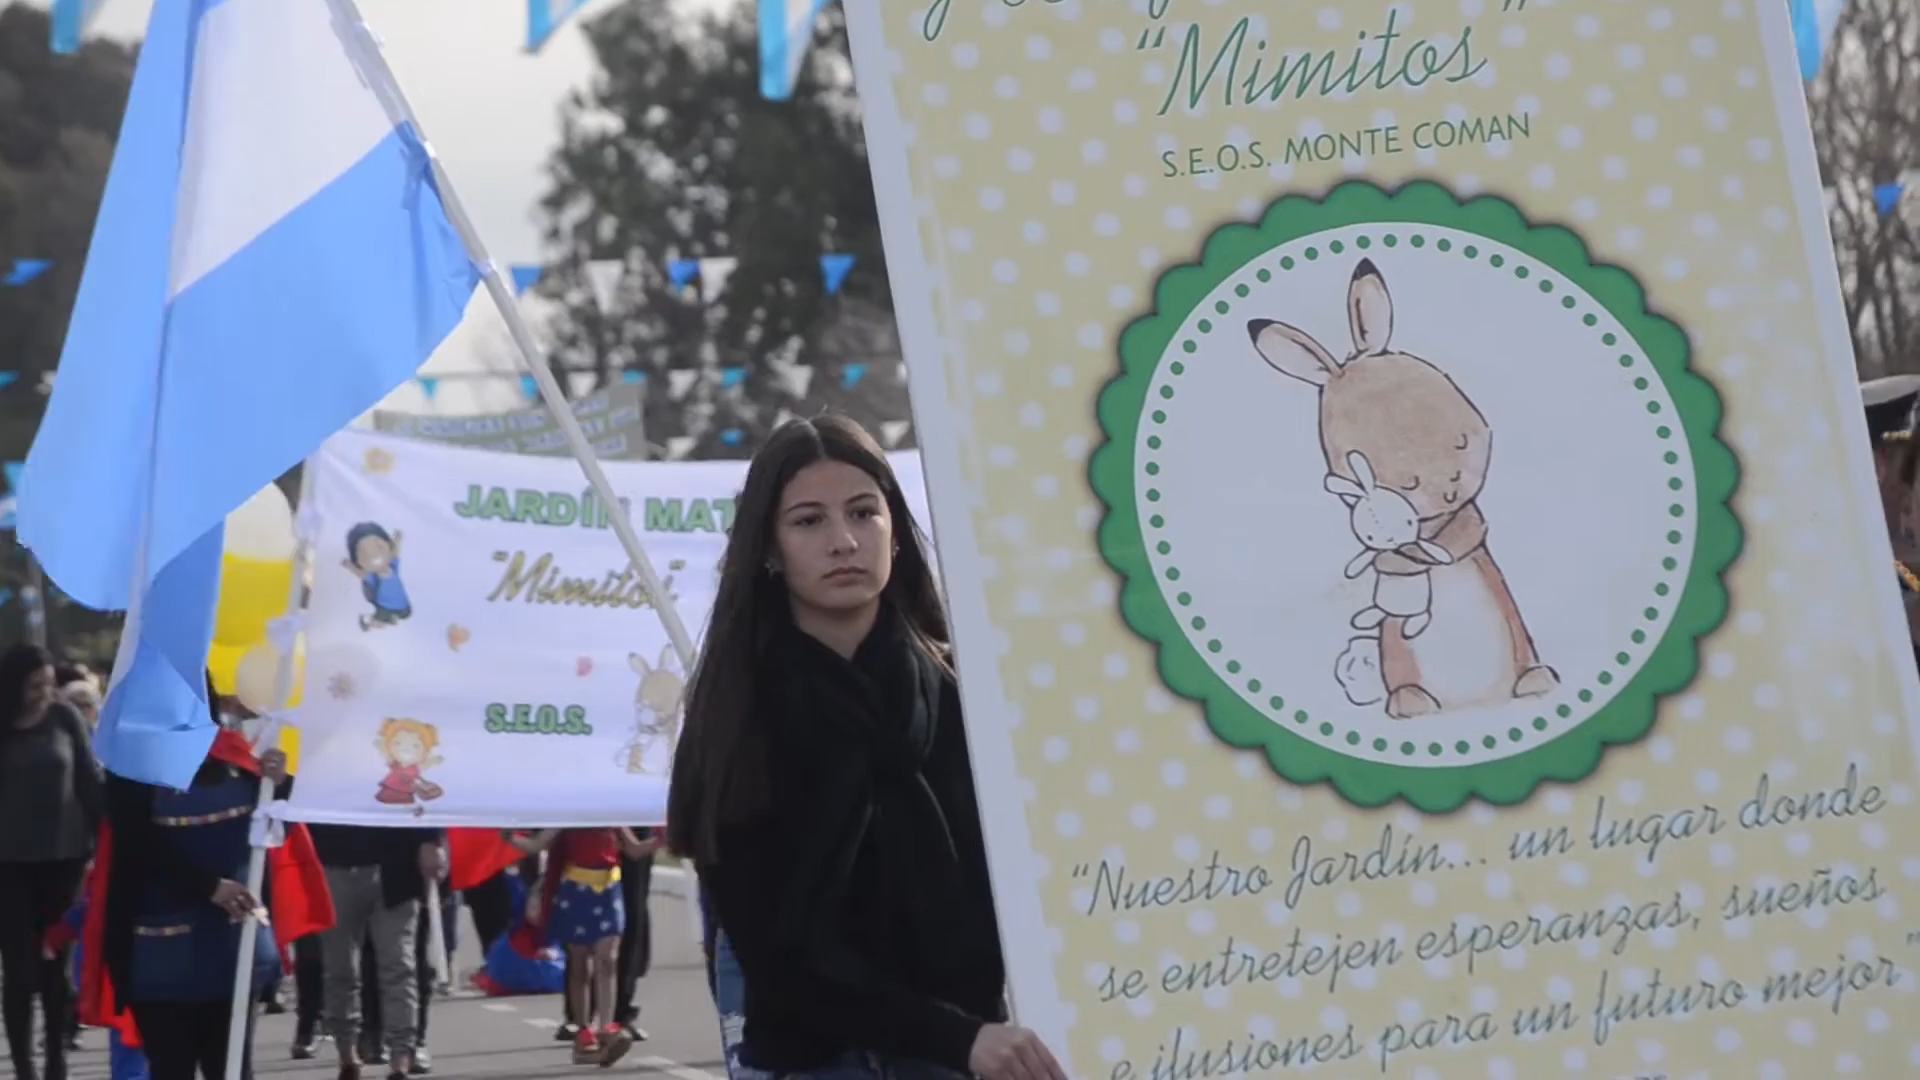 "Mimitos"
S.E.O.S. MONTE COMAN
JARDÍN MAT
"Mimitos"
S.E.O.S.
"Nuestro Jardín... un lugar donde
se entretejen esperanzas, sueños
e ilusiones para un futuro mejor"